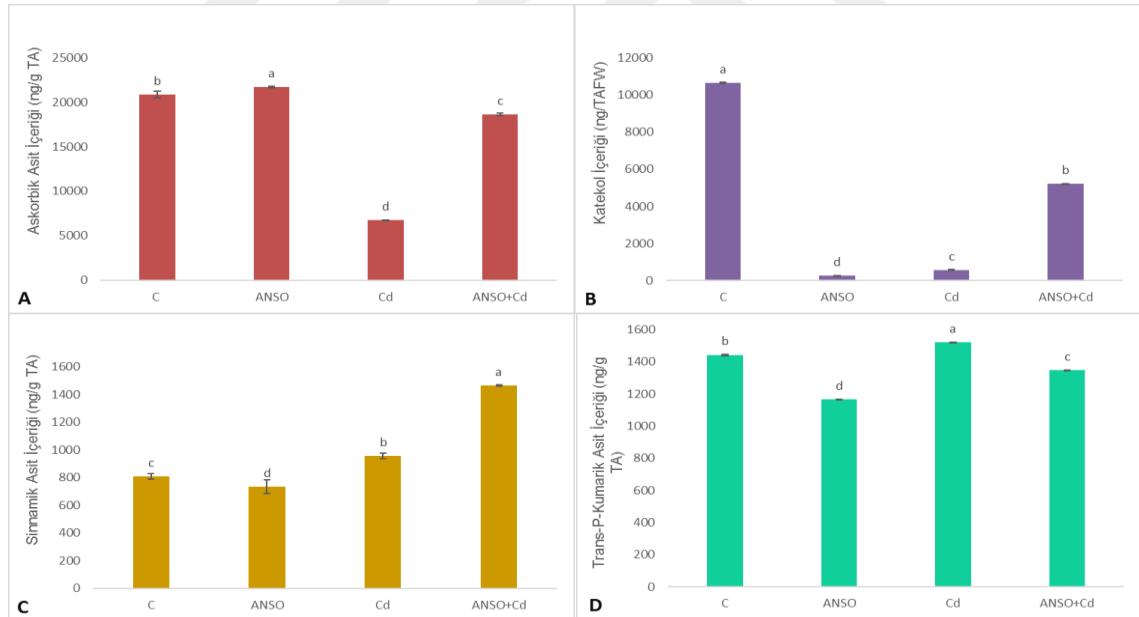 Askorbik Asit İçeriği (ng/g TA)
25000
20000
15000
10000
5000
0
b
a
d
c
C
ANSO
Cd
ANSO+Cd
A
Katekol İçeriği (ng/TAFW)
12000
10000
8000
6000
4000
2000
0
a
d
c
b
C
ANSO
Cd
ANSO+Cd
B
Sinnamik Asit İçeriği (ng/g TA)
1600
1400
1200
1000
800
600
400
200
0
c
d
b
a
C
ANSO
Cd
ANSO+Cd
C
Trans-P-Kumarik Asit İçeriği (ng/g
TA)
1600
1400
1200
1000
800
600
400
200
0
b
d
a
c
C
ANSO
Cd
ANSO+Cd
D